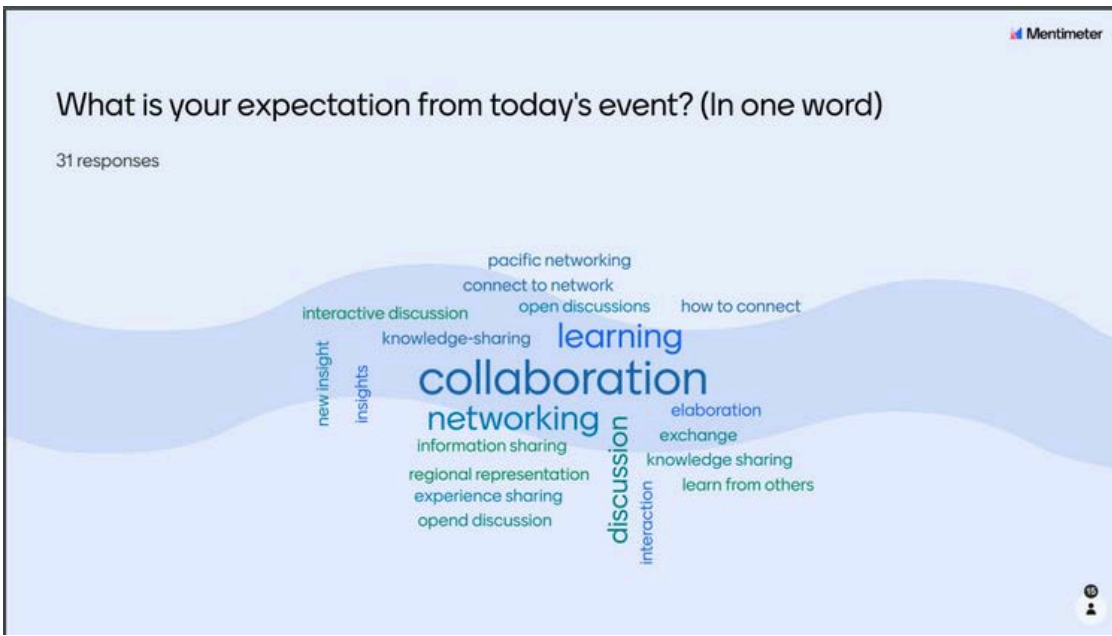 Mentimeter
What is your expectation from today's event? (In one word)
31 responses
pacific networking
connect to network
interactive discussion
open discussions
how to connect
knowledge-sharing
learning
new insight
insights
collaboration
networking
elaboration
exchange
information sharing
discussion
knowledge sharing
regional representation
learn from others
experience sharing
interaction
opend discussion
15